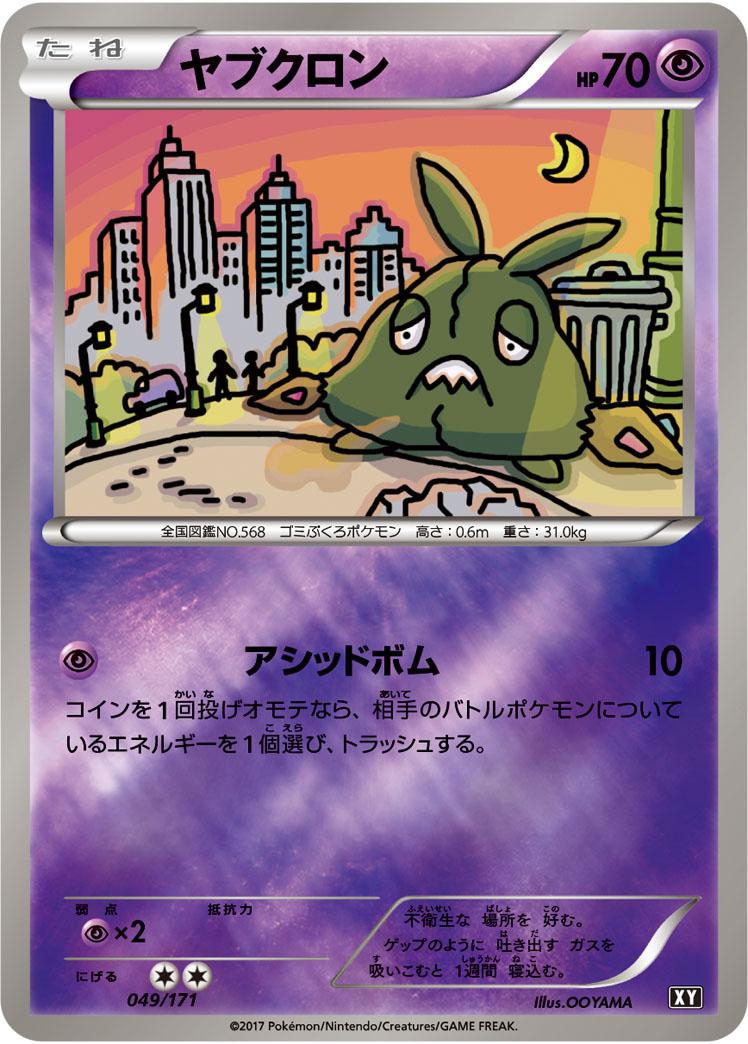 たね ヤブクロン HP70
全国図鑑NO.568 ゴミぶくろポケモン 高さ：0.6m 重さ：31.0kg
アシッドボム 10
コインを1回投げオモテなら、相手のバトルポケモンについて
いるエネルギーを1個選び、トラッシュする。
弱点 抵抗力
×2
にげる
049/171
不衛生な 場所を 好む。
ゲップのように 吐き出す ガスを
吸いこむと 1週間 寝込む。
Illus.OOYAMA
XY
©2017 Pokémon/Nintendo/Creatures/GAME FREAK.